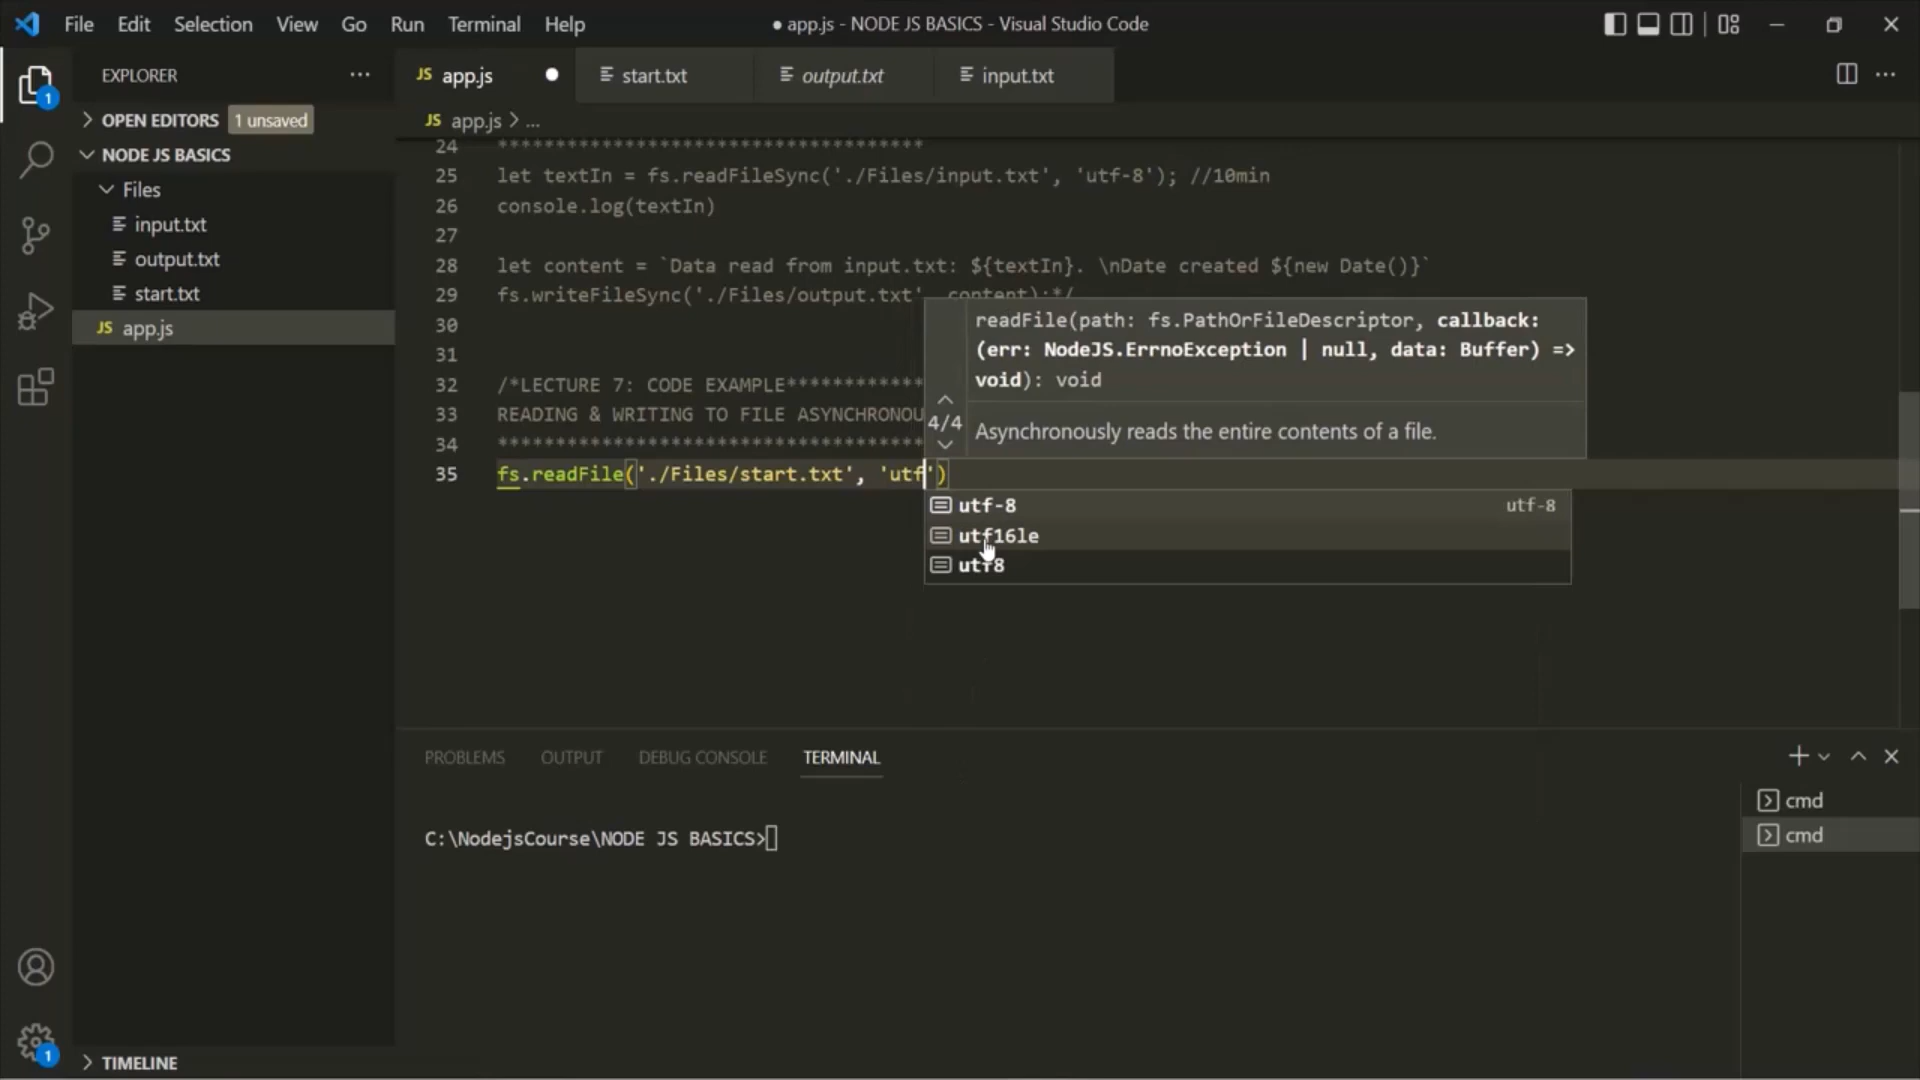 File Edit Selection View Go Run Terminal Help
● app.js - NODE JS BASICS - Visual Studio Code
EXPLORER
JS app.js
start.txt
output.txt
input.txt
OPEN EDITORS 1 unsaved
JS app.js > ...
NODE JS BASICS
Files
input.txt
output.txt
start.txt
JS app.js
1
24 *************************************
25 let textIn = fs.readFileSync('./Files/input.txt', 'utf-8'); //10min
26 console.log(textIn)
27
28 let content = `Data read from input.txt: ${textIn}. \nDate created ${new Date()}`
29 fs.writeFileSync('./Files/output.txt', content);*/
30
31
32 /*LECTURE 7: CODE EXAMPLE************
33 READING & WRITING TO FILE ASYNCHRONOU
34 *************************************
35 fs.readFile('./Files/start.txt', 'utf')
readFile(path: fs.PathOrFileDescriptor, callback:
(err: NodeJS.ErrnoException | null, data: Buffer) =>
void): void
4/4
Asynchronously reads the entire contents of a file.
utf-8 utf-8
utf16le
utf8
PROBLEMS OUTPUT DEBUG CONSOLE TERMINAL
C:\NodejsCourse\NODE JS BASICS>
cmd
cmd
1
TIMELINE